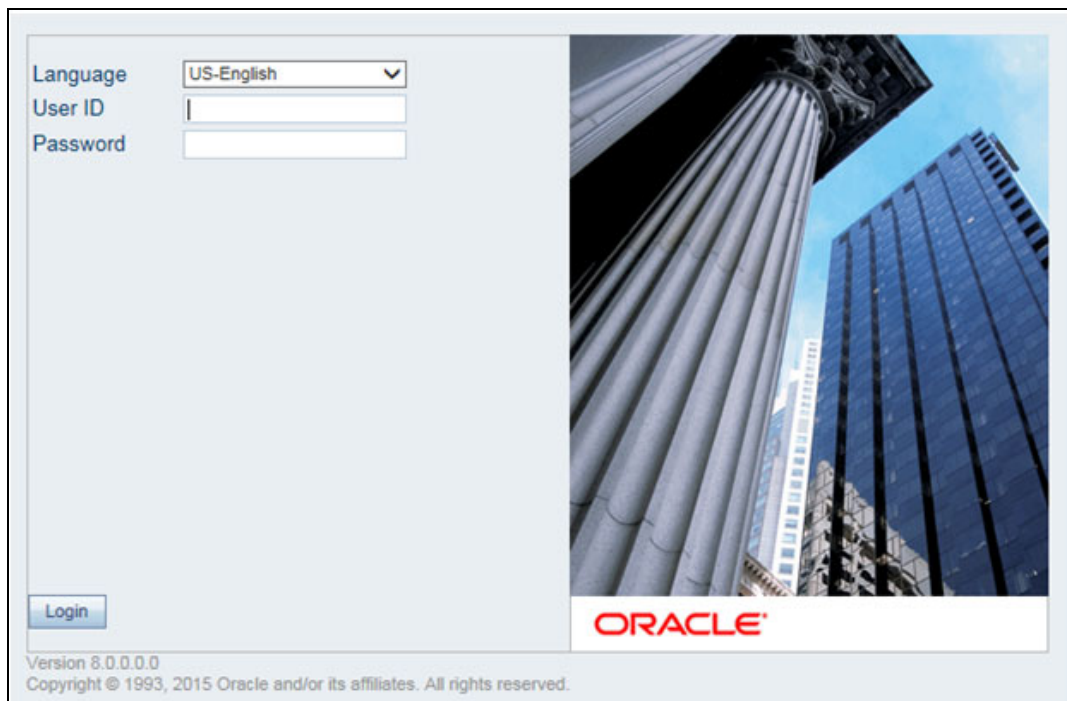 Language US-English
User ID
Password
Login
ORACLE
Version 8.0.0.0.0
Copyright © 1993, 2015 Oracle and/or its affiliates. All rights reserved.